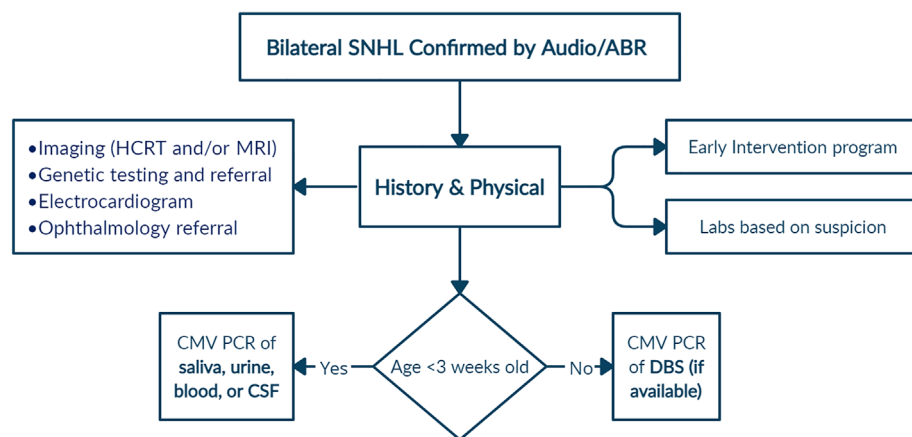 Bilateral SNHL Confirmed by Audio/ABR
•Imaging (HCRT and/or MRI)
•Genetic testing and referral
•Electrocardiogram
•Ophthalmology referral
History & Physical
Early Intervention program
Labs based on suspicion
CMV PCR of
saliva, urine,
blood, or CSF
Yes
Age <3 weeks old
No
CMV PCR
of DBS (if
available)